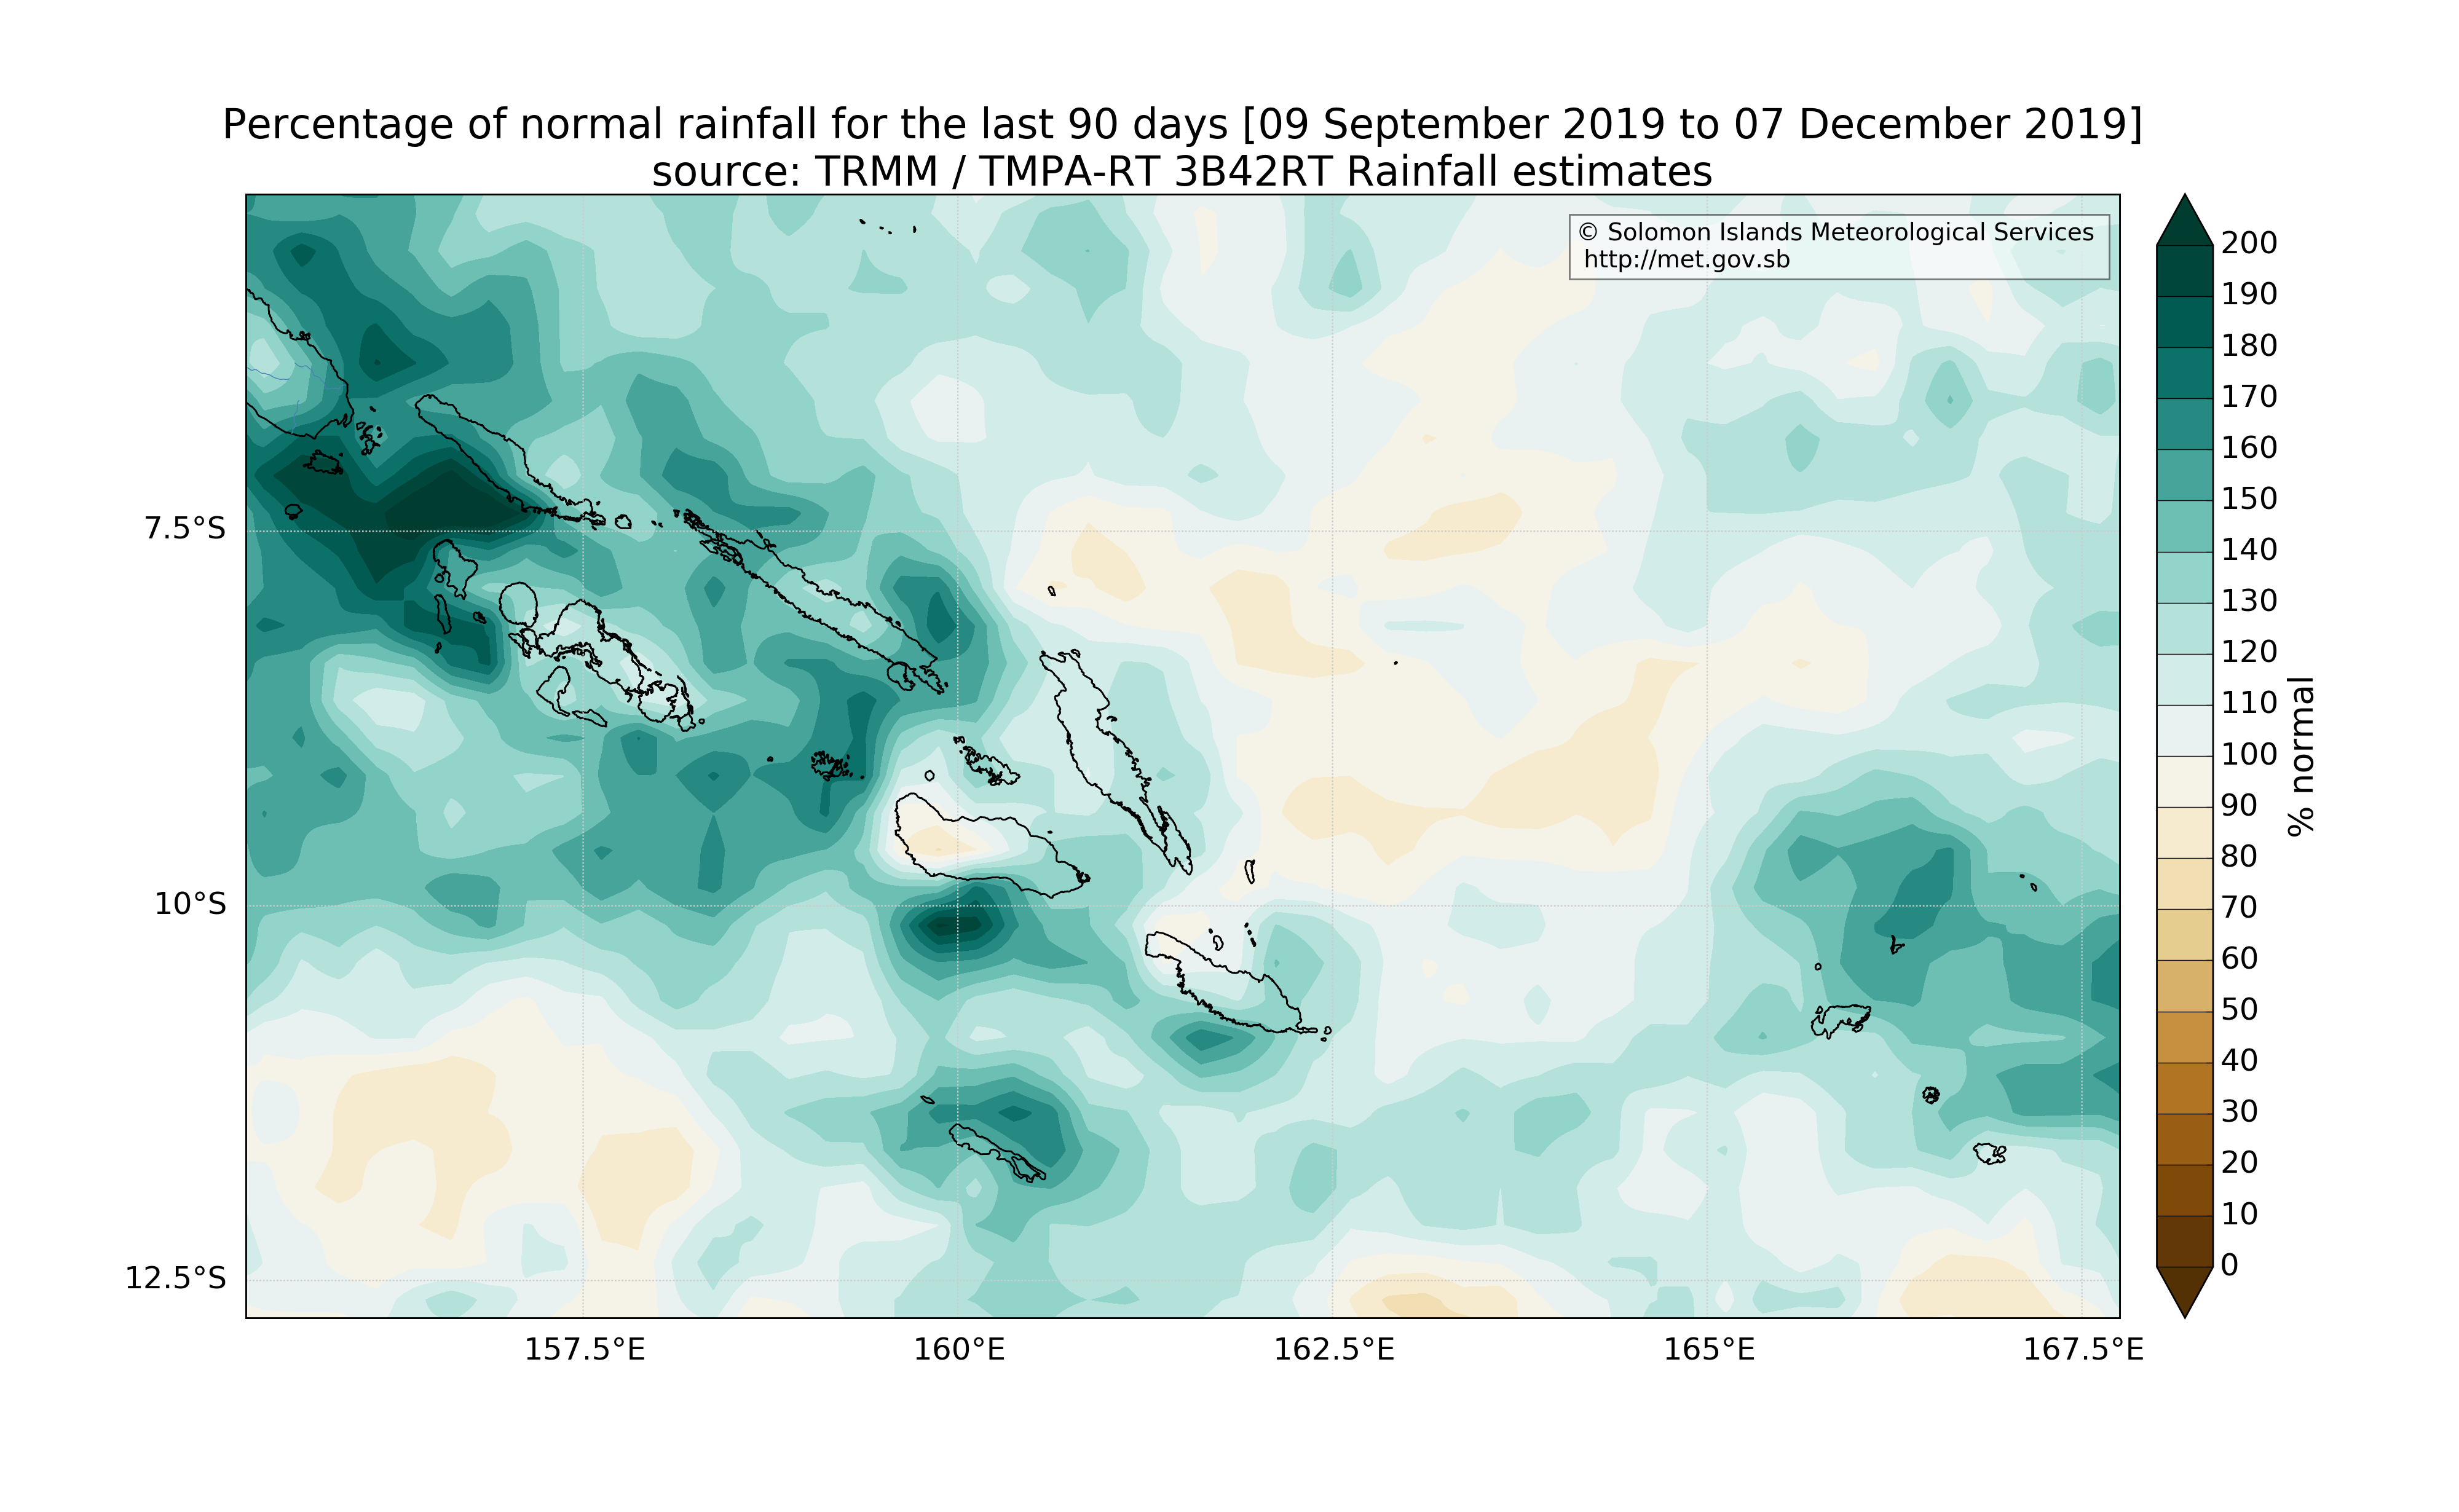 Percentage of normal rainfall for the last 90 days [09 September 2019 to 07 December 2019]
source: TRMM / TMPA-RT 3B42RT Rainfall estimates
© Solomon Islands Meteorological Services
http://met.gov.sb
7.5°S
10°S
12.5°S
157.5°E
160°E
162.5°E
165°E
167.5°E
200
190
180
170
160
150
140
130
120
110
100
90
80
70
60
50
40
30
20
10
0
% normal